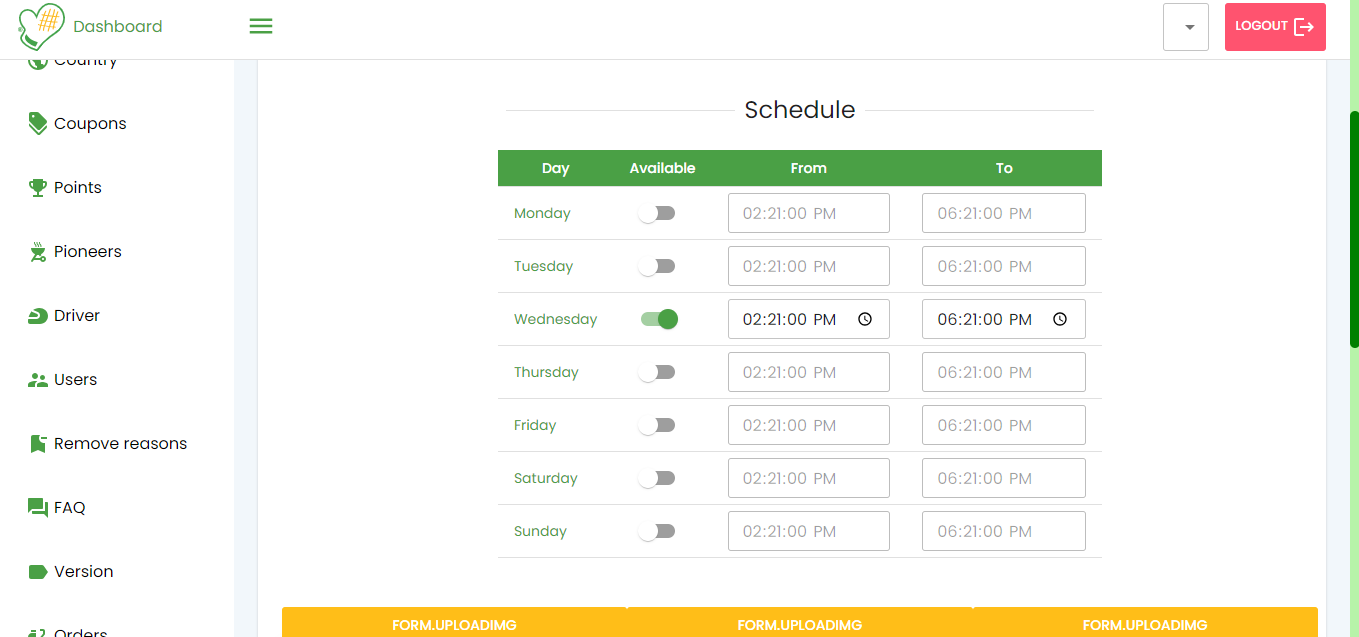 Dashboard
LOGOUT
Country
Coupons
Points
Pioneers
Driver
Users
Remove reasons
FAQ
Version
Orders
Schedule
Day Available From To
Monday 02:21:00 PM 06:21:00 PM
Tuesday 02:21:00 PM 06:21:00 PM
Wednesday 02:21:00 PM 06:21:00 PM
Thursday 02:21:00 PM 06:21:00 PM
Friday 02:21:00 PM 06:21:00 PM
Saturday 02:21:00 PM 06:21:00 PM
Sunday 02:21:00 PM 06:21:00 PM
FORM.UPLOADIMG FORM.UPLOADIMG FORM.UPLOADIMG